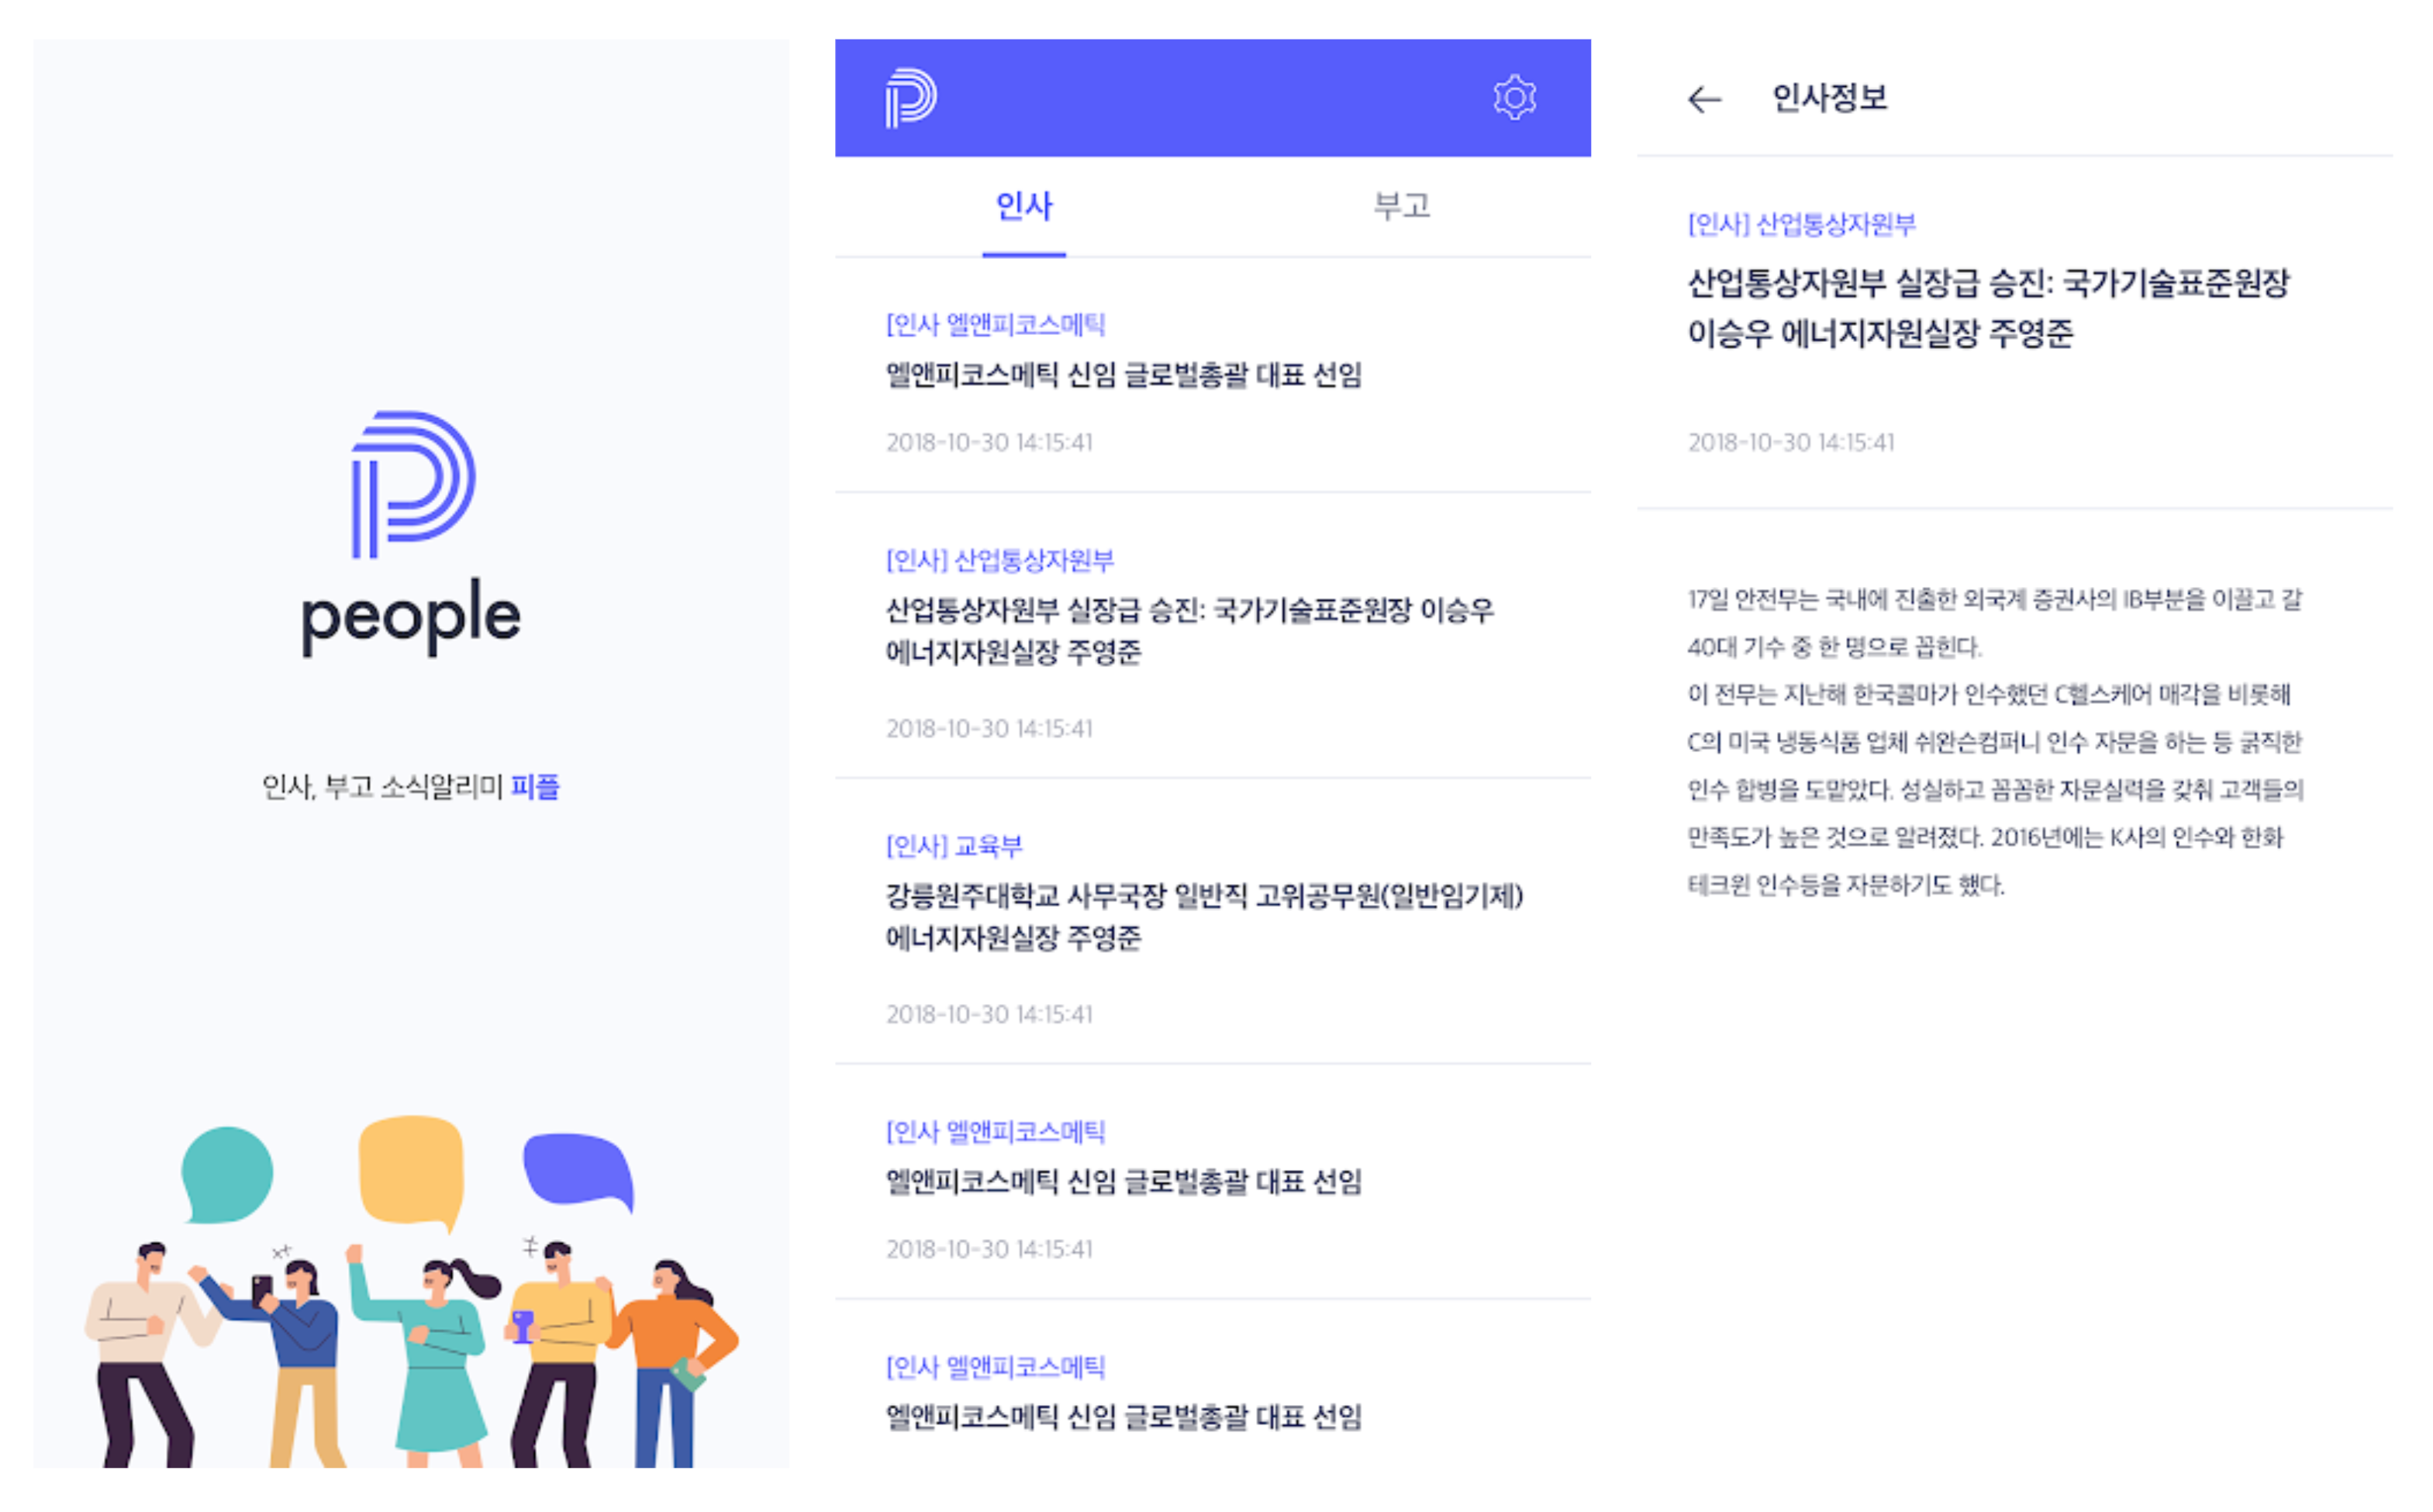 people
인사, 부고 소식알리미 피플
인사
부고
[인사 엘앤피코스메틱
엘앤피코스메틱 신임 글로벌총괄 대표 선임
2018-10-30 14:15:41
[인사] 산업통상자원부
산업통상자원부 실장급 승진: 국가기술표준원장 이승우
에너지자원실장 주영준
2018-10-30 14:15:41
[인사] 교육부
강릉원주대학교 사무국장 일반직 고위공무원(일반임기제)
에너지자원실장 주영준
2018-10-30 14:15:41
[인사 엘앤피코스메틱
엘앤피코스메틱 신임 글로벌총괄 대표 선임
2018-10-30 14:15:41
[인사 엘앤피코스메틱
엘앤피코스메틱 신임 글로벌총괄 대표 선임
인사정보
[인사] 산업통상자원부
산업통상자원부 실장급 승진: 국가기술표준원장
이승우 에너지자원실장 주영준
2018-10-30 14:15:41
17일 안전무는 국내에 진출한 외국계 증권사의 IB부분을 이끌고 갈
40대 기수 중 한 명으로 꼽힌다.
이 전무는 지난해 한국콜마가 인수했던 C헬스케어 매각을 비롯해
C의 미국 냉동식품 업체 쉬완슨컴퍼니 인수 자문을 하는 등 굵직한
인수 합병을 도맡았다. 성실하고 꼼꼼한 자문실력을 갖춰 고객들의
만족도가 높은 것으로 알려졌다. 2016년에는 K사의 인수와 한화
테크윈 인수등을 자문하기도 했다.